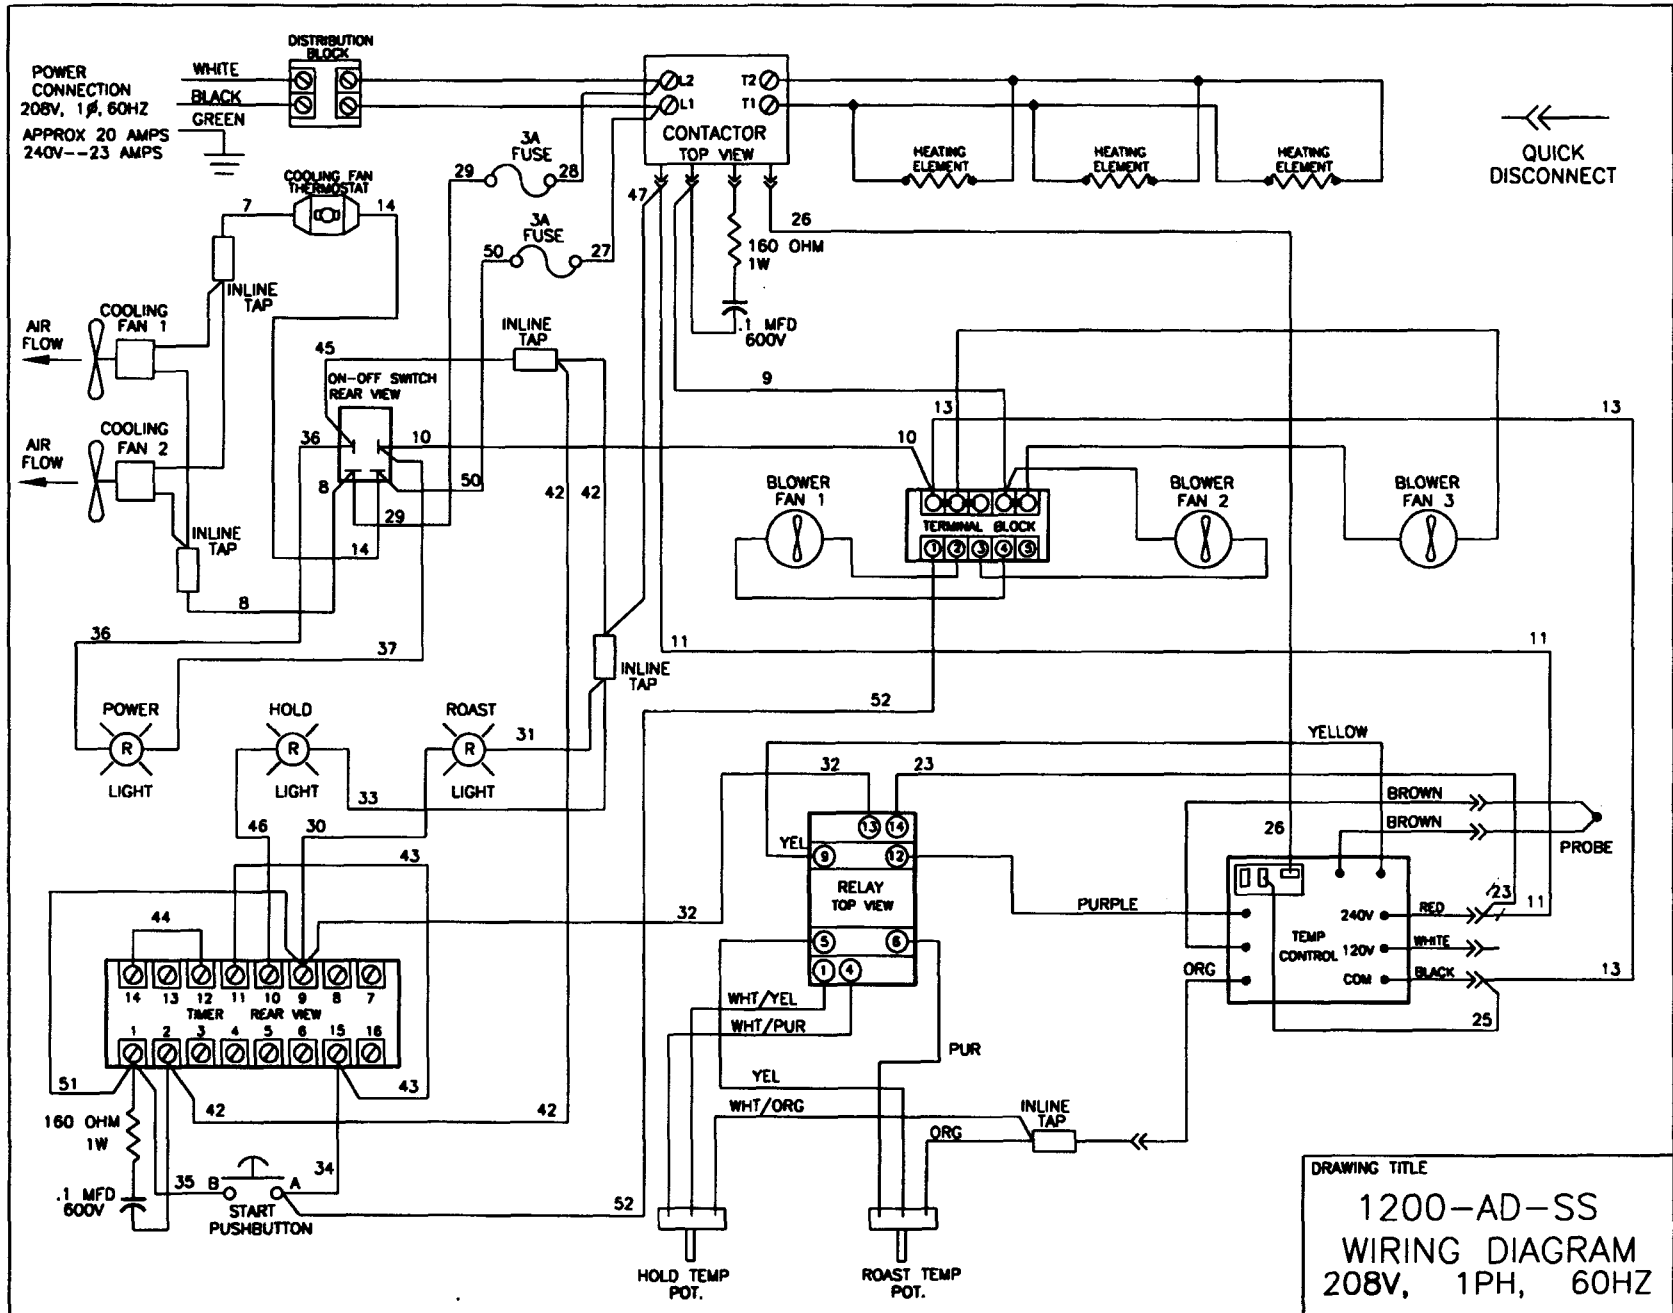 DISTRIBUTION
BLOCK
POWER
CONNECTION
208V, 1Ø, 60HZ
APPROX 20 AMPS
240V--23 AMPS
WHITE
BLACK
GREEN
L2
L1
T2
T1
CONTACTOR
TOP VIEW
HEATING
ELEMENT
HEATING
ELEMENT
HEATING
ELEMENT
QUICK
DISCONNECT
3A
FUSE
29
28
3A
FUSE
50
27
47
26
160 OHM
1W
.1 MFD
600V
COOLING FAN
THERMOSTAT
7
14
INLINE
TAP
COOLING
FAN 1
AIR
FLOW
COOLING
FAN 2
AIR
FLOW
INLINE
TAP
INLINE
TAP
45
ON-OFF SWITCH
REAR VIEW
36
10
8
50
29
14
8
42
42
9
13
13
10
BLOWER
FAN 1
TERMINAL BLOCK
1
2
3
4
5
BLOWER
FAN 2
BLOWER
FAN 3
36
37
INLINE
TAP
11
11
52
POWER
R
LIGHT
HOLD
R
LIGHT
ROAST
R
LIGHT
31
33
46
30
43
YELLOW
32
23
13
14
YEL
9
12
RELAY
TOP VIEW
5
6
1
4
PURPLE
BROWN
BROWN
PROBE
26
23
11
240V
RED
TEMP
CONTROL
120V
WHITE
COM
BLACK
13
ORG
25
44
32
14
13
12
11
10
9
8
7
TIMER
REAR VIEW
1
2
3
4
5
6
15
16
51
43
42
42
160 OHM
1W
.1 MFD
600V
35
B
A
34
START
PUSHBUTTON
52
WHT/YEL
WHT/PUR
PUR
YEL
WHT/ORG
ORG
INLINE
TAP
HOLD TEMP
POT.
ROAST TEMP
POT.
DRAWING TITLE
1200-AD-SS
WIRING DIAGRAM
208V, 1PH, 60HZ